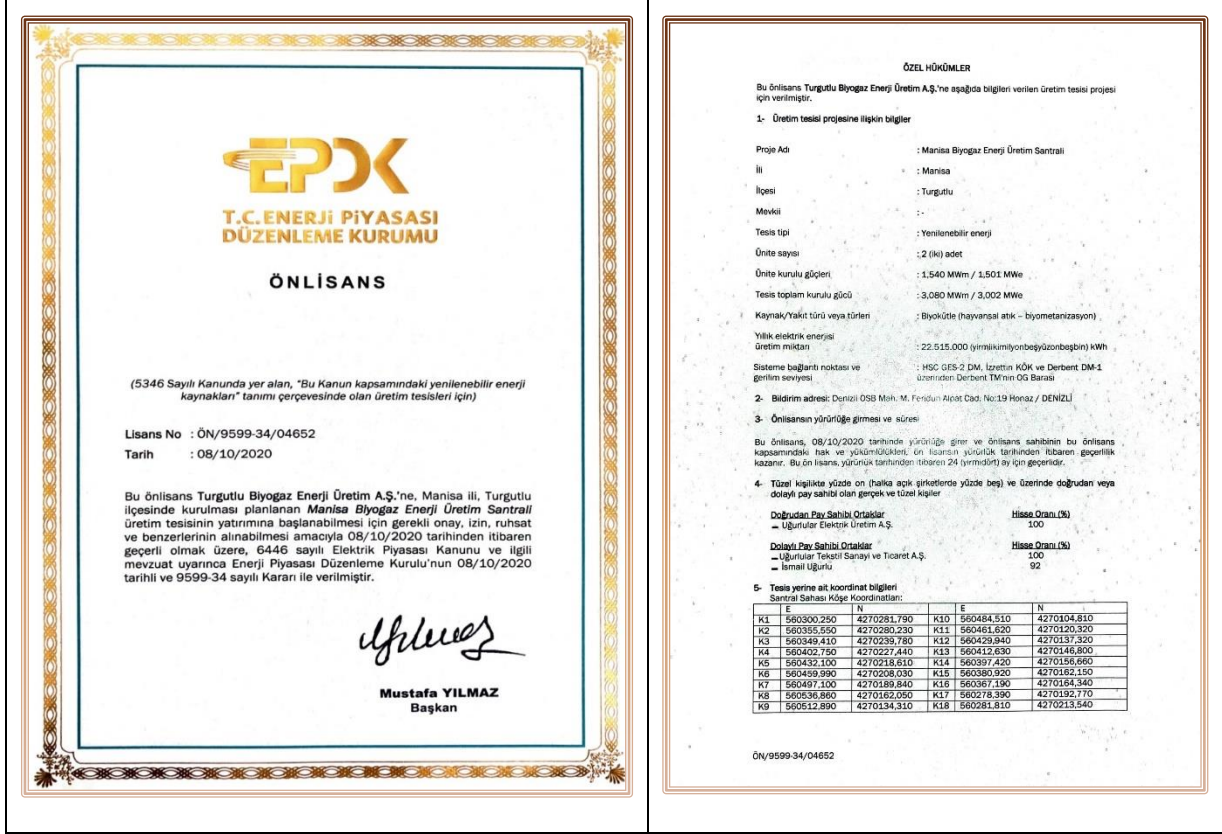 EPDK
T.C. ENERJİ PİYASASI
DÜZENLEME KURUMU
ÖNLİSANS
(5346 Sayılı Kanunda yer alan, "Bu Kanun kapsamındaki yenilenebilir enerji
kaynakları" tanımı çerçevesinde olan üretim tesisleri için)
Lisans No : ÖN/9599-34/04652
Tarih : 08/10/2020
Bu önlisans Turgutlu Biyogaz Enerji Üretim A.Ş.'ne, Manisa ili, Turgutlu
ilçesinde kurulması planlanan Manisa Biyogaz Enerji Üretim Santrali
üretim tesisinin yatırımına başlanabilmesi için gerekli onay, izin, ruhsat
ve benzerlerinin alınabilmesi amacıyla 08/10/2020 tarihinden itibaren
geçerli olmak üzere, 6446 sayılı Elektrik Piyasası Kanunu ve ilgili
mevzuat uyarınca Enerji Piyasası Düzenleme Kurulu'nun 08/10/2020
tarihli ve 9599-34 sayılı Kararı ile verilmiştir.
Mustafa YILMAZ
Başkan
ÖZEL HÜKÜMLER
Bu önlisans Turgutlu Biyogaz Enerji Üretim A.Ş.'ne aşağıda bilgileri verilen üretim tesisi projesi
için verilmiştir.
1- Üretim tesisi projesine ilişkin bilgiler
Proje Adı : Manisa Biyogaz Enerji Üretim Santrali
İli : Manisa
İlçesi : Turgutlu
Mevkii : -
Tesis tipi : Yenilenebilir enerji
Ünite sayısı : 2 (iki) adet
Ünite kurulu güçleri : 1,540 MWm / 1,501 MWe
Tesis toplam kurulu gücü : 3,080 MWm / 3,002 MWe
Kaynak/Yakıt türü veya türleri : Biyokütle (hayvansal atık – biyometanizasyon)
Yıllık elektrik enerjisi
üretim miktarı : 22.515.000 (yirmiikimilyonbeşyüzonbeşbin) kWh
Sisteme bağlantı noktası ve : HSC GES-2 DM, İzzettin KÖK ve Derbent DM-1
gerilim seviyesi üzerinden Derbent TM'nin OG Barası
2- Bildirim adresi: Denizli OSB Mah. M. Feridun Alpat Cad. No:19 Honaz / DENİZLİ
3- Önlisansın yürürlüğe girmesi ve süresi
Bu önlisans, 08/10/2020 tarihinde yürürlüğe girer ve önlisans sahibinin bu önlisans
kapsamındaki hak ve yükümlülükleri, ön lisansın yürürlük tarihinden itibaren geçerlilik
kazanır. Bu ön lisans, yürürlük tarihinden itibaren 24 (yirmidört) ay için geçerlidir.
4- Tüzel kişilikte yüzde on (halka açık şirketlerde yüzde beş) ve üzerinde doğrudan veya
dolaylı pay sahibi olan gerçek ve tüzel kişiler
Doğrudan Pay Sahibi Ortaklar Hisse Oranı (%)
– Uğurlular Elektrik Üretim A.Ş. 100
Dolaylı Pay Sahibi Ortaklar Hisse Oranı (%)
– Uğurlular Tekstil Sanayi ve Ticaret A.Ş. 100
– İsmail Uğurlu 92
5- Tesis yerine ait koordinat bilgileri
Santral Sahası Köşe Koordinatları:
E N E N
K1 560300,250 4270281,790 K10 560484,510 4270104,810
K2 560355,550 4270280,230 K11 560461,620 4270120,320
K3 560349,410 4270239,780 K12 560429,940 4270137,320
K4 560402,750 4270227,440 K13 560412,630 4270146,800
K5 560432,100 4270218,610 K14 560397,420 4270156,660
K6 560459,990 4270208,030 K15 560380,920 4270162,150
K7 560497,100 4270189,840 K16 560367,190 4270164,340
K8 560536,860 4270162,050 K17 560278,390 4270192,770
K9 560512,890 4270134,310 K18 560281,810 4270213,540
ÖN/9599-34/04652